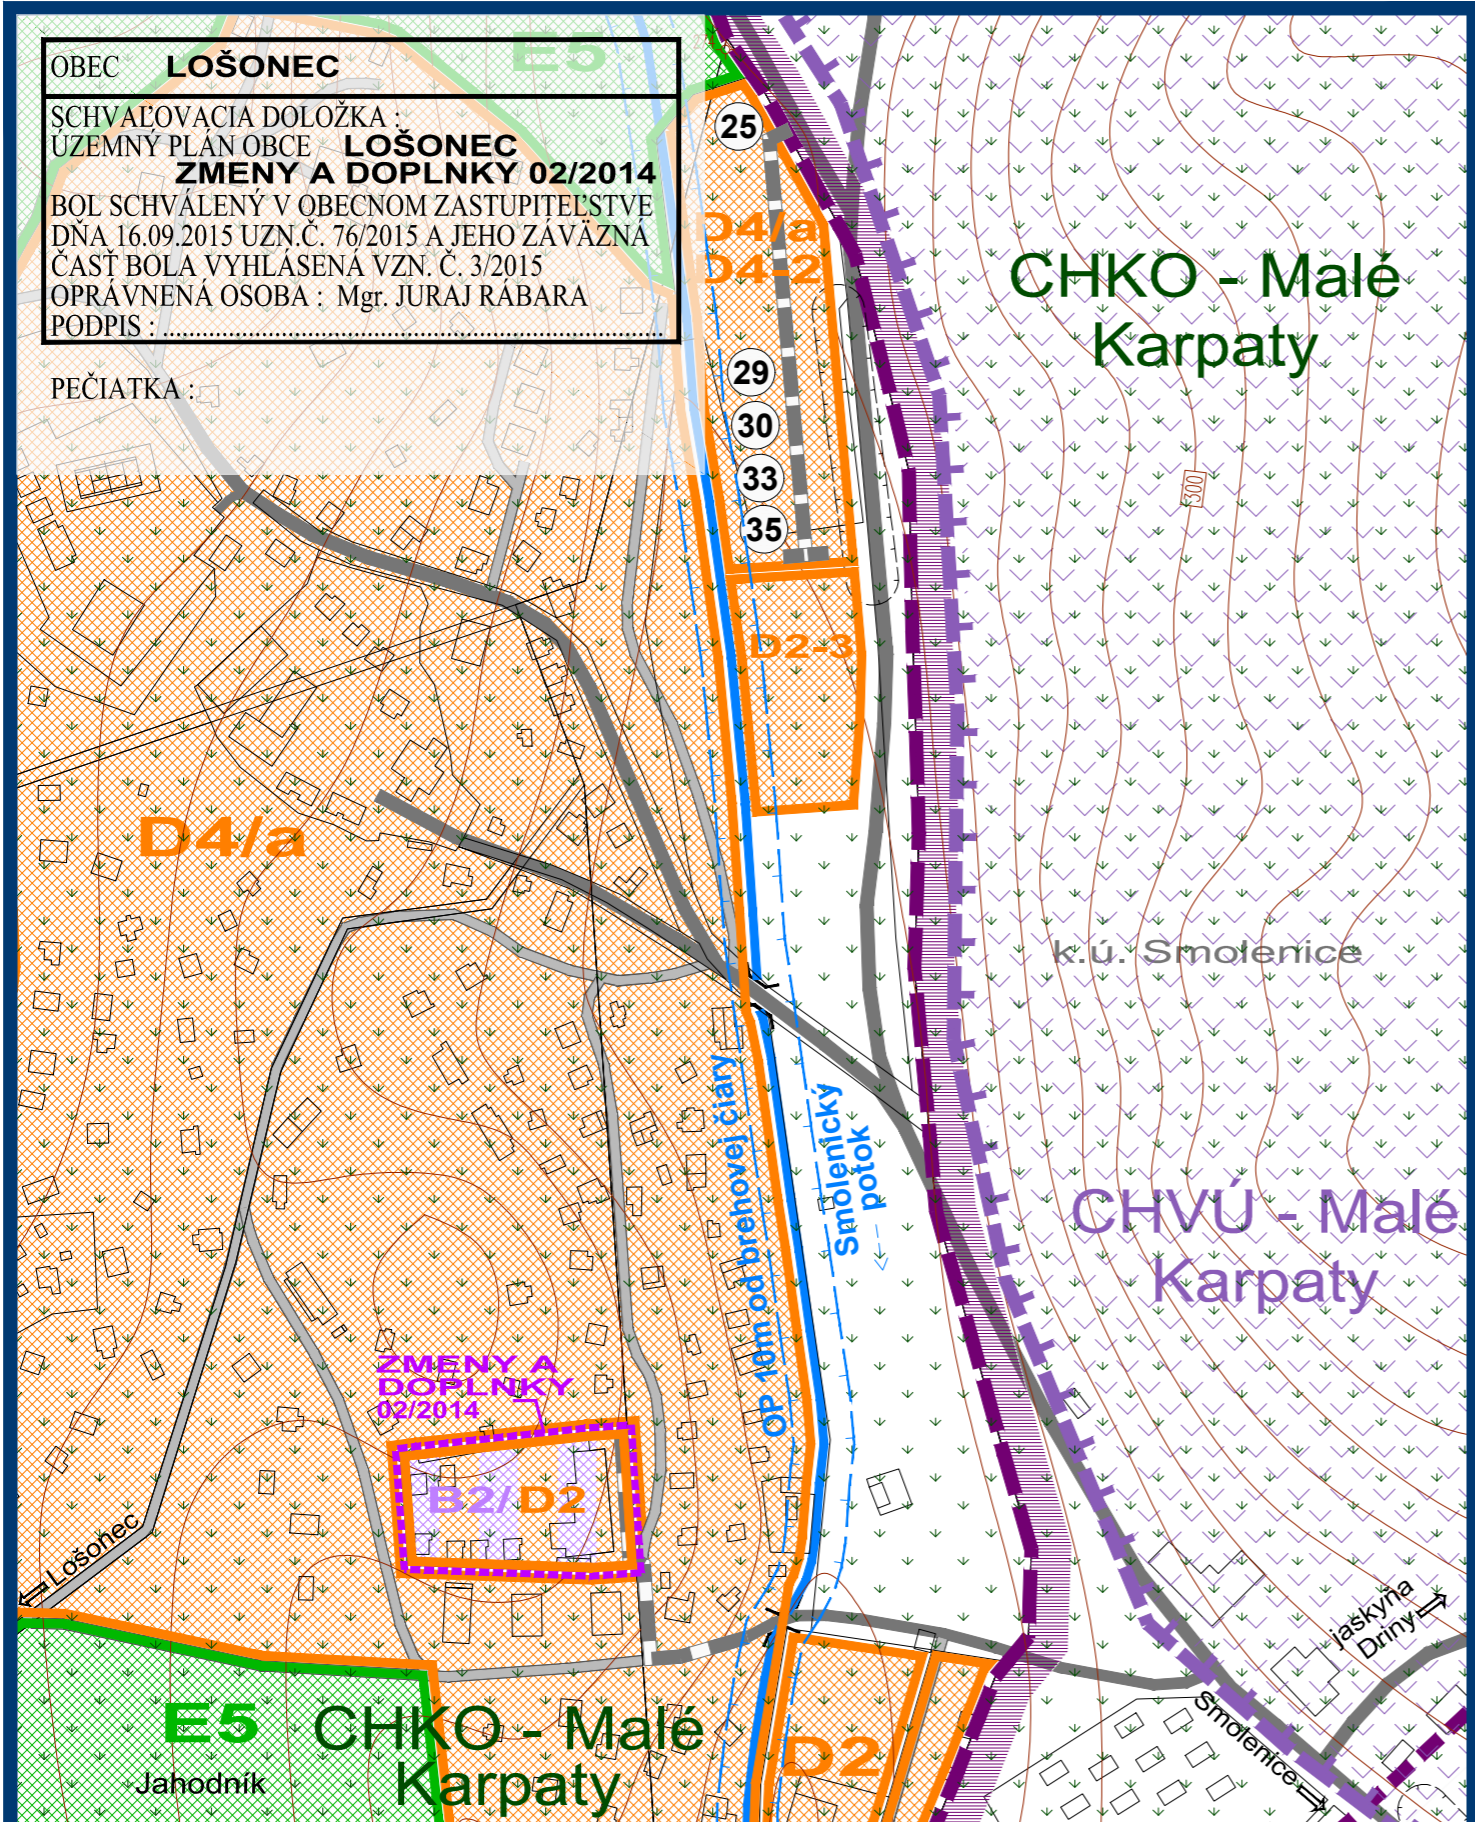 OBEC LOŠONEC
SCHVAĽOVACIA DOLOŽKA :
ÚZEMNÝ PLÁN OBCE LOŠONEC
ZMENY A DOPLNKY 02/2014
BOL SCHVÁLENÝ V OBECNOM ZASTUPITEĽSTVE
DŇA 16.09.2015 UZN.Č. 76/2015 A JEHO ZÁVÄZNÁ
ČASŤ BOLA VYHLÁSENÁ VZN. Č. 3/2015
OPRÁVNENÁ OSOBA : Mgr. JURAJ RÁBARA
PODPIS :
PEČIATKA :
E5
25
D4/a
D4-2
29
30
33
35
CHKO - Malé
Karpaty
300
D2-3
D4/a
k.ú. Smolenice
OP 10m od brehovej čiary
Smolenický
potok
CHVÚ - Malé
Karpaty
ZMENY A
DOPLNKY
02/2014
B2/D2
Lošonec
jaskyňa
Driny
E5
CHKO - Malé
Karpaty
Jahodník
D2
Smolenice